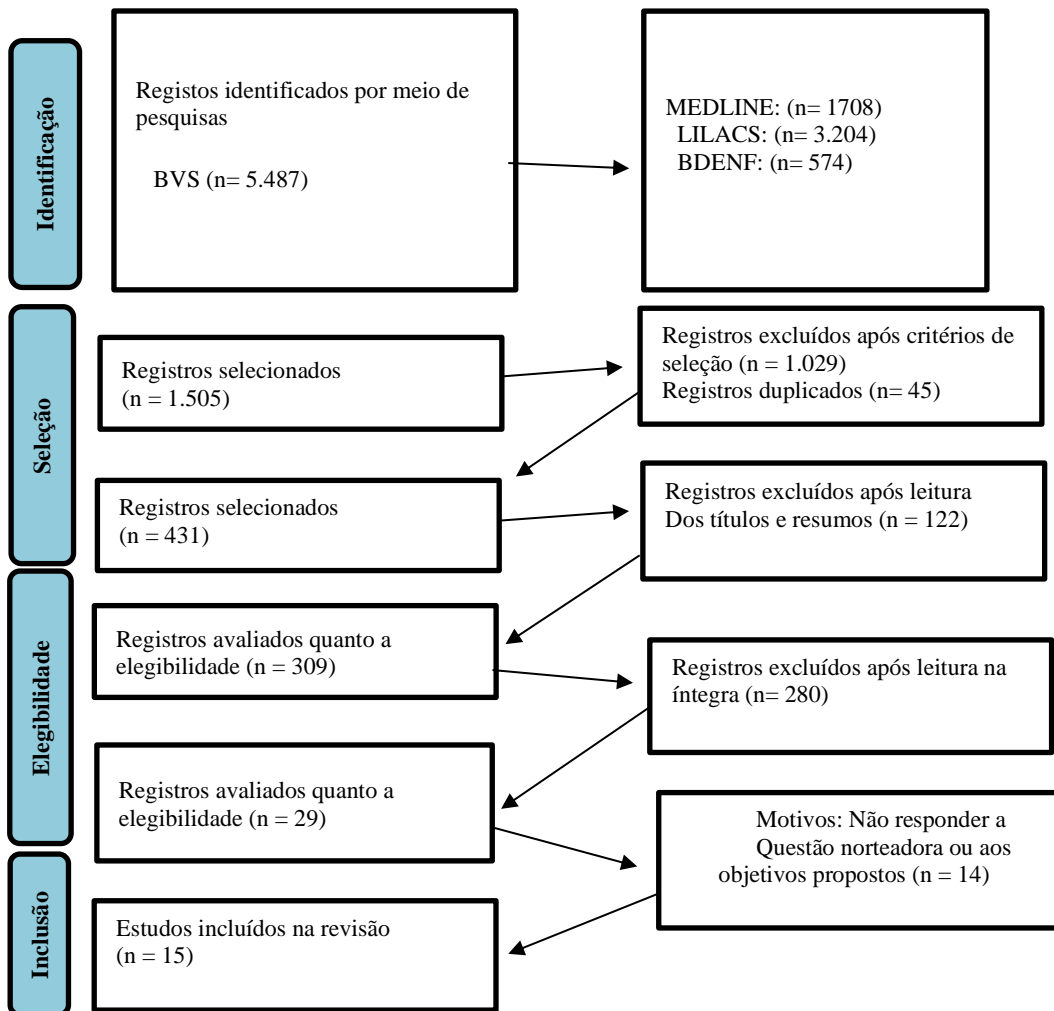 Identificação
Registos identificados por meio de
pesquisas
BVS (n= 5.487)
MEDLINE: (n= 1708)
LILACS: (n= 3.204)
BDENF: (n= 574)
Seleção
Registros selecionados
(n = 1.505)
Registros excluídos após critérios de
seleção (n = 1.029)
Registros duplicados (n= 45)
Registros selecionados
(n = 431)
Registros excluídos após leitura
Dos títulos e resumos (n = 122)
Elegibilidade
Registros avaliados quanto a
elegibilidade (n = 309)
Registros excluídos após leitura na
íntegra (n= 280)
Registros avaliados quanto a
elegibilidade (n = 29)
Motivos: Não responder a
Questão norteadora ou aos
objetivos propostos (n = 14)
Inclusão
Estudos incluídos na revisão
(n = 15)